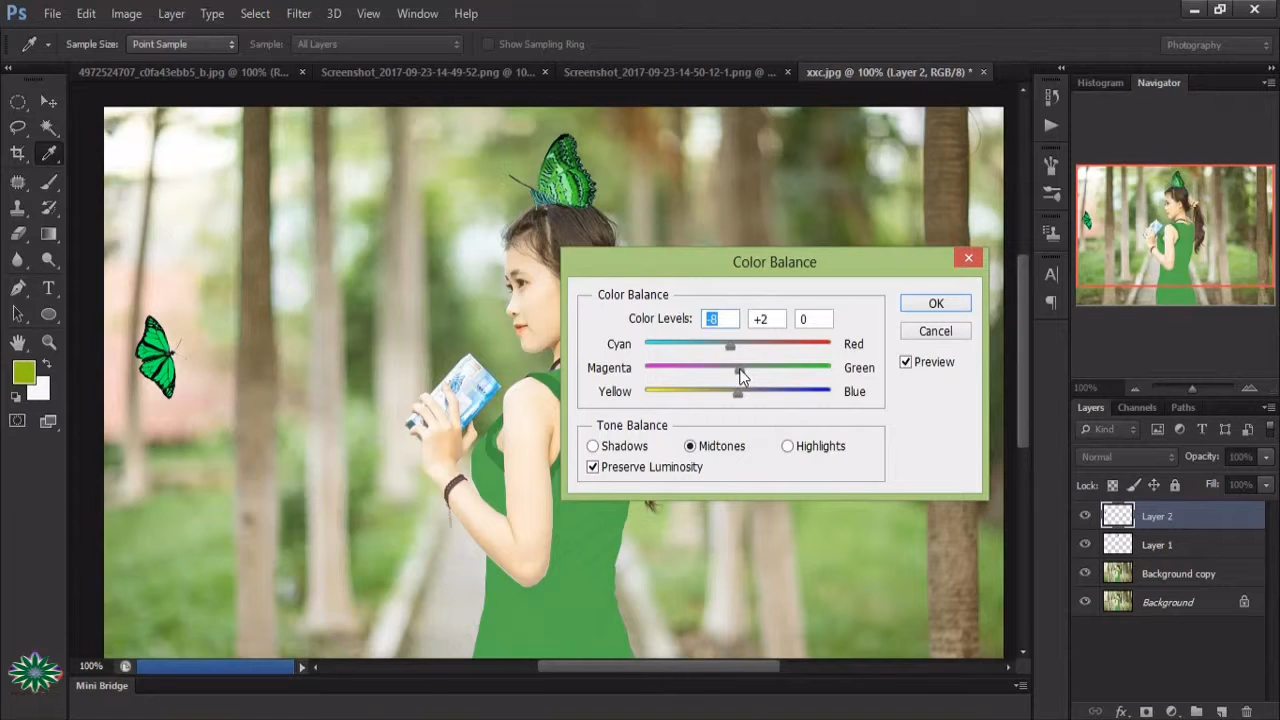 Ps File Edit Image Layer Type Select Filter 3D View Window Help
Sample Size: Point Sample Sample: All Layers Show Sampling Ring Photography
4972524707_c0fa43ebb5_b.jpg @ 100% (R... × Screenshot_2017-09-23-14-49-52.png @ 10... × Screenshot_2017-09-23-14-50-12-1.png @ ... × xxc.jpg @ 100% (Layer 2, RGB/8) * ×
Histogram Navigator
Color Balance
Color Balance
Color Levels: -8 +2 0
OK
Cyan Red
Cancel
Magenta Green
Preview
Yellow Blue
Tone Balance
Shadows Midtones Highlights
Preserve Luminosity
100%
Layers Channels Paths
Kind
Normal Opacity: 100%
Lock: Fill: 100%
Layer 2
Layer 1
Background copy
Background
100%
Mini Bridge